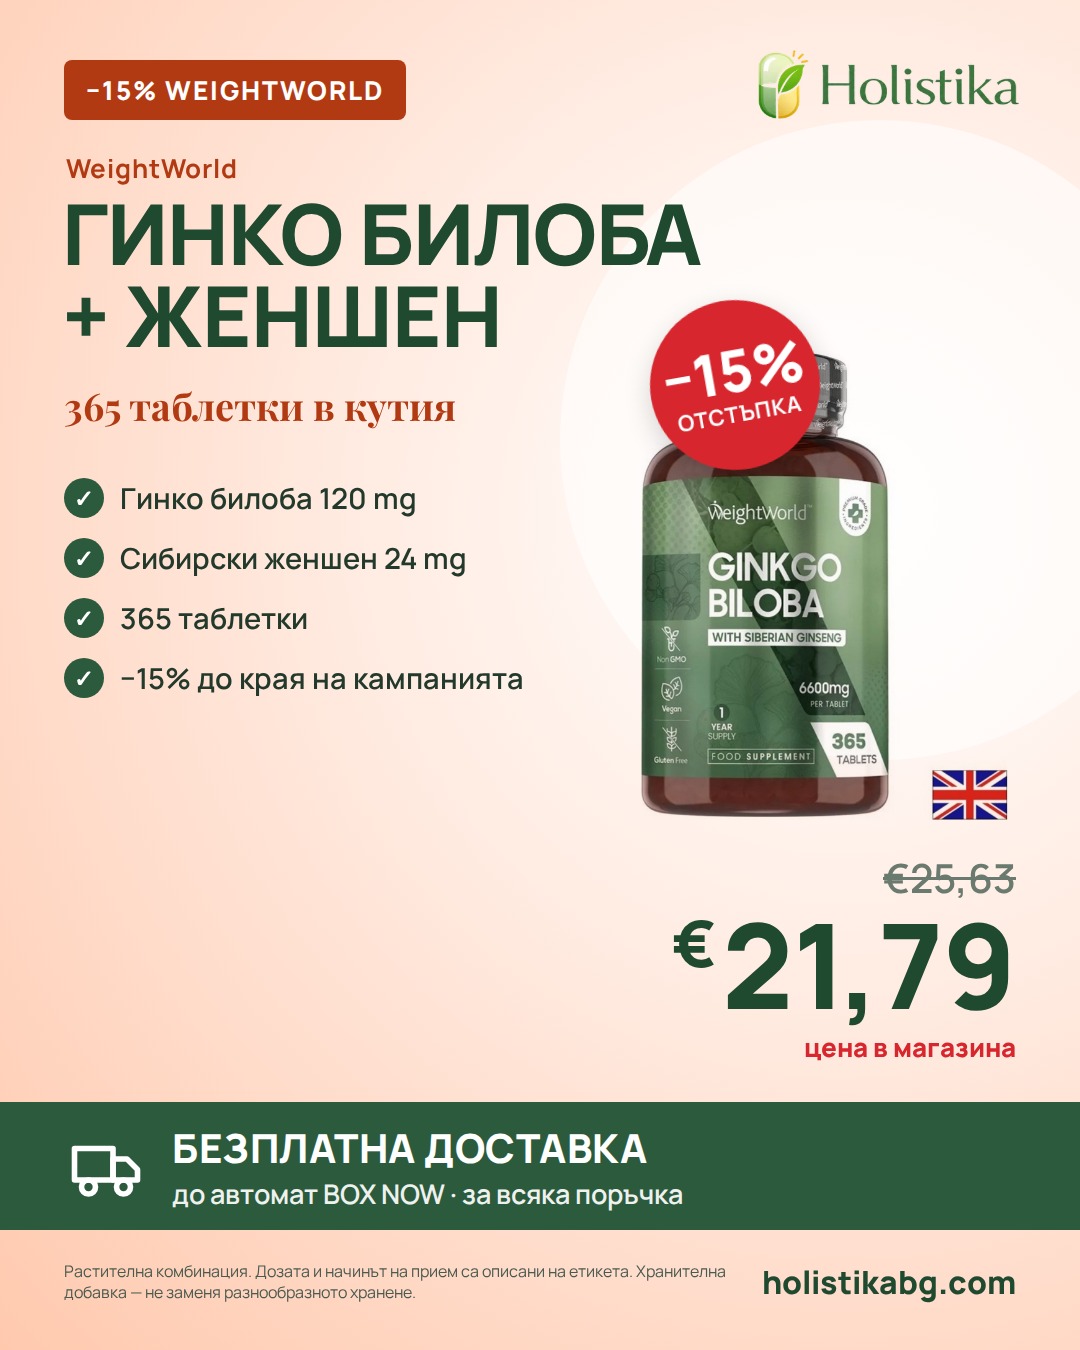 −15% WEIGHTWORLD
Holistika
WeightWorld
ГИНКО БИЛОБА
+ ЖЕНШЕН
365 таблетки в кутия
−15%
ОТСТЪПКА
✓ Гинко билоба 120 mg
✓ Сибирски женшен 24 mg
✓ 365 таблетки
✓ −15% до края на кампанията
WeightWorld
GINKGO
BILOBA
WITH SIBERIAN GINSENG
Non GMO
6600mg
PER TABLET
Vegan
1
YEAR
SUPPLY
365
TABLETS
Gluten Free
FOOD SUPPLEMENT
€25,63
€21,79
цена в магазина
БЕЗПЛАТНА ДОСТАВКА
до автомат BOX NOW · за всяка поръчка
Растителна комбинация. Дозата и начинът на прием са описани на етикета. Хранителна
добавка — не заменя разнообразното хранене.
holistikabg.com